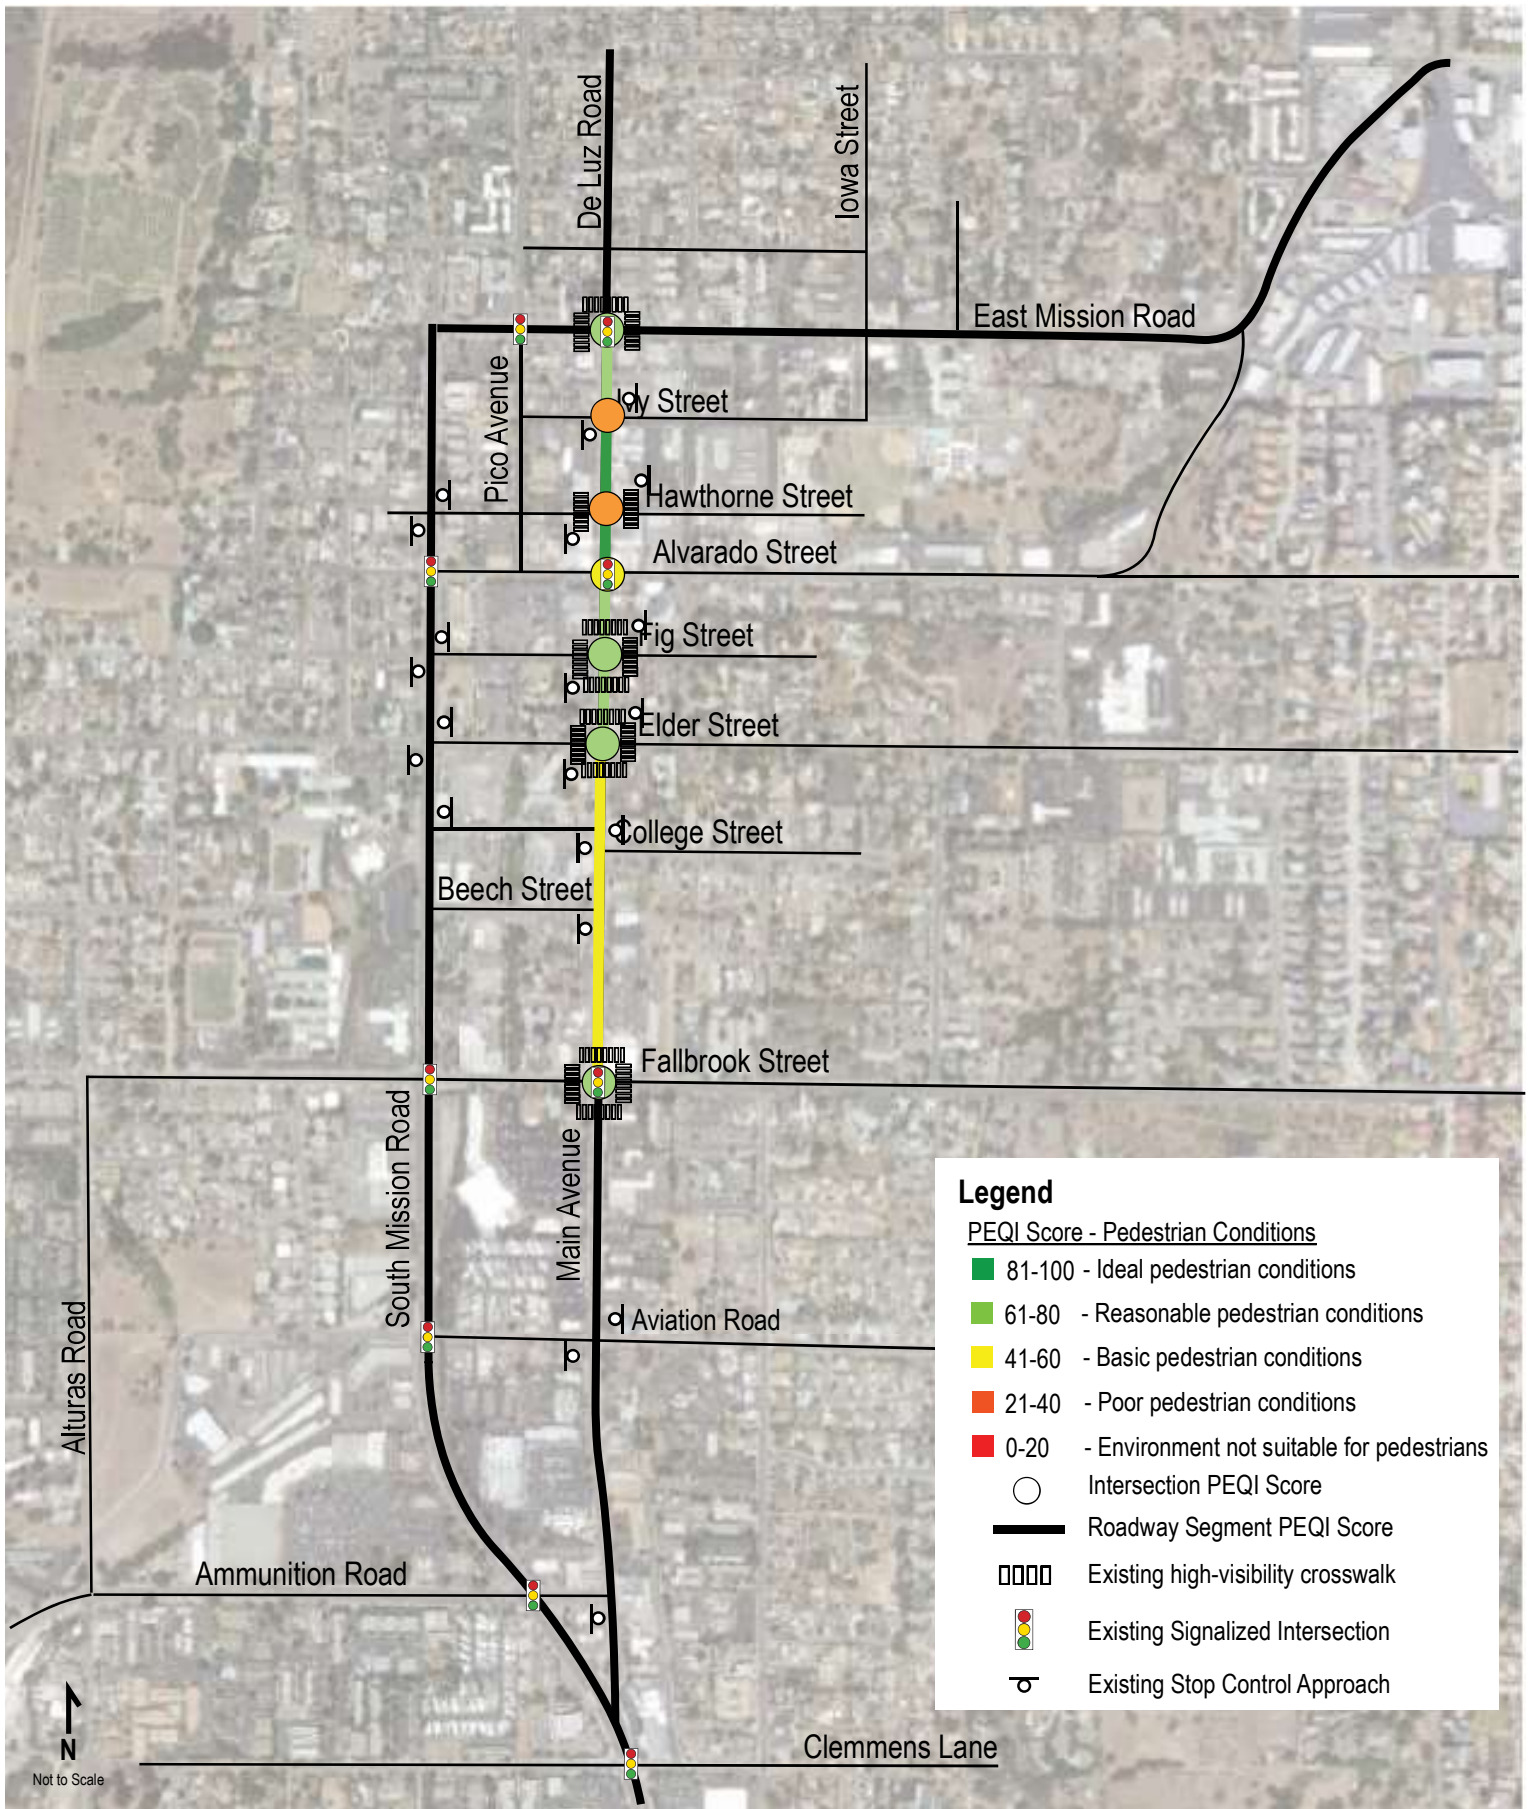 De Luz Road
Iowa Street
East Mission Road
Pico Avenue
Ivy Street
Hawthorne Street
Alvarado Street
Fig Street
Elder Street
College Street
Beech Street
Fallbrook Street
South Mission Road
Main Avenue
Aviation Road
Alturas Road
Ammunition Road
Clemmens Lane
N
Not to Scale
Legend
PEQI Score - Pedestrian Conditions
81-100 - Ideal pedestrian conditions
61-80 - Reasonable pedestrian conditions
41-60 - Basic pedestrian conditions
21-40 - Poor pedestrian conditions
0-20 - Environment not suitable for pedestrians
Intersection PEQI Score
Roadway Segment PEQI Score
Existing high-visibility crosswalk
Existing Signalized Intersection
Existing Stop Control Approach